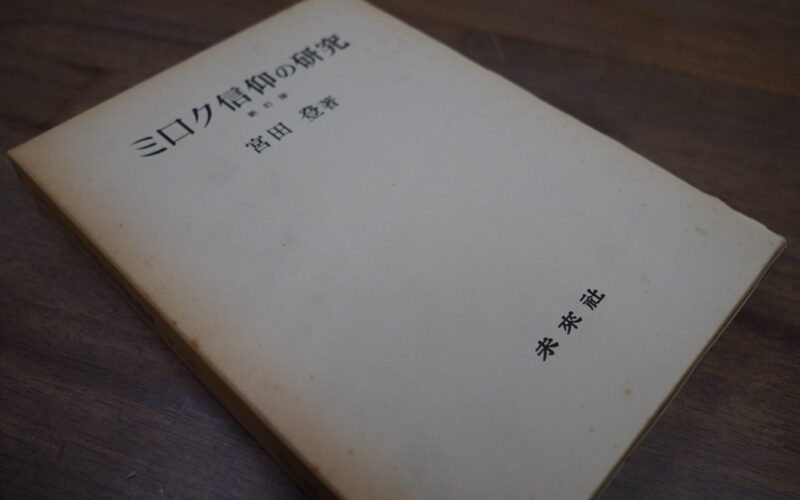 ミロク信仰の研究
新訂版
宮田 登著
未來社